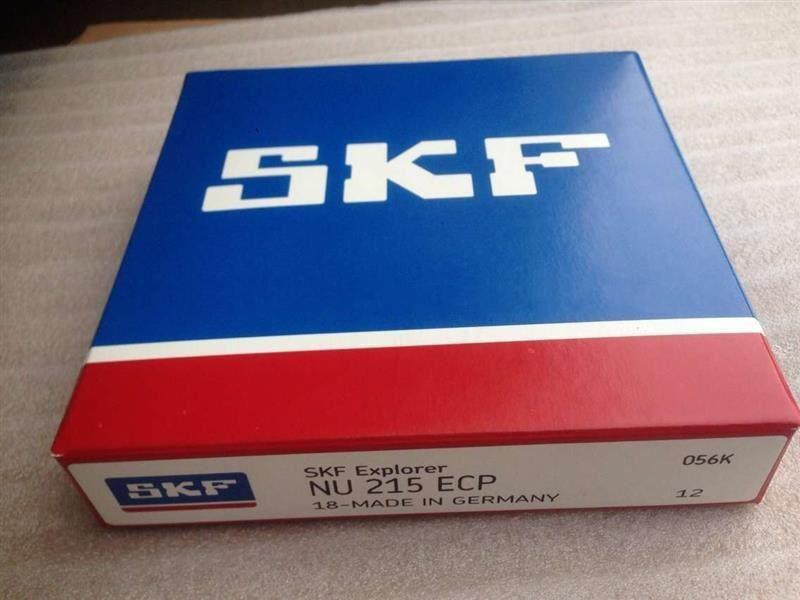 SKF
SKF
SKF Explorer
NU 215 ECP
18-MADE IN GERMANY
056K
12